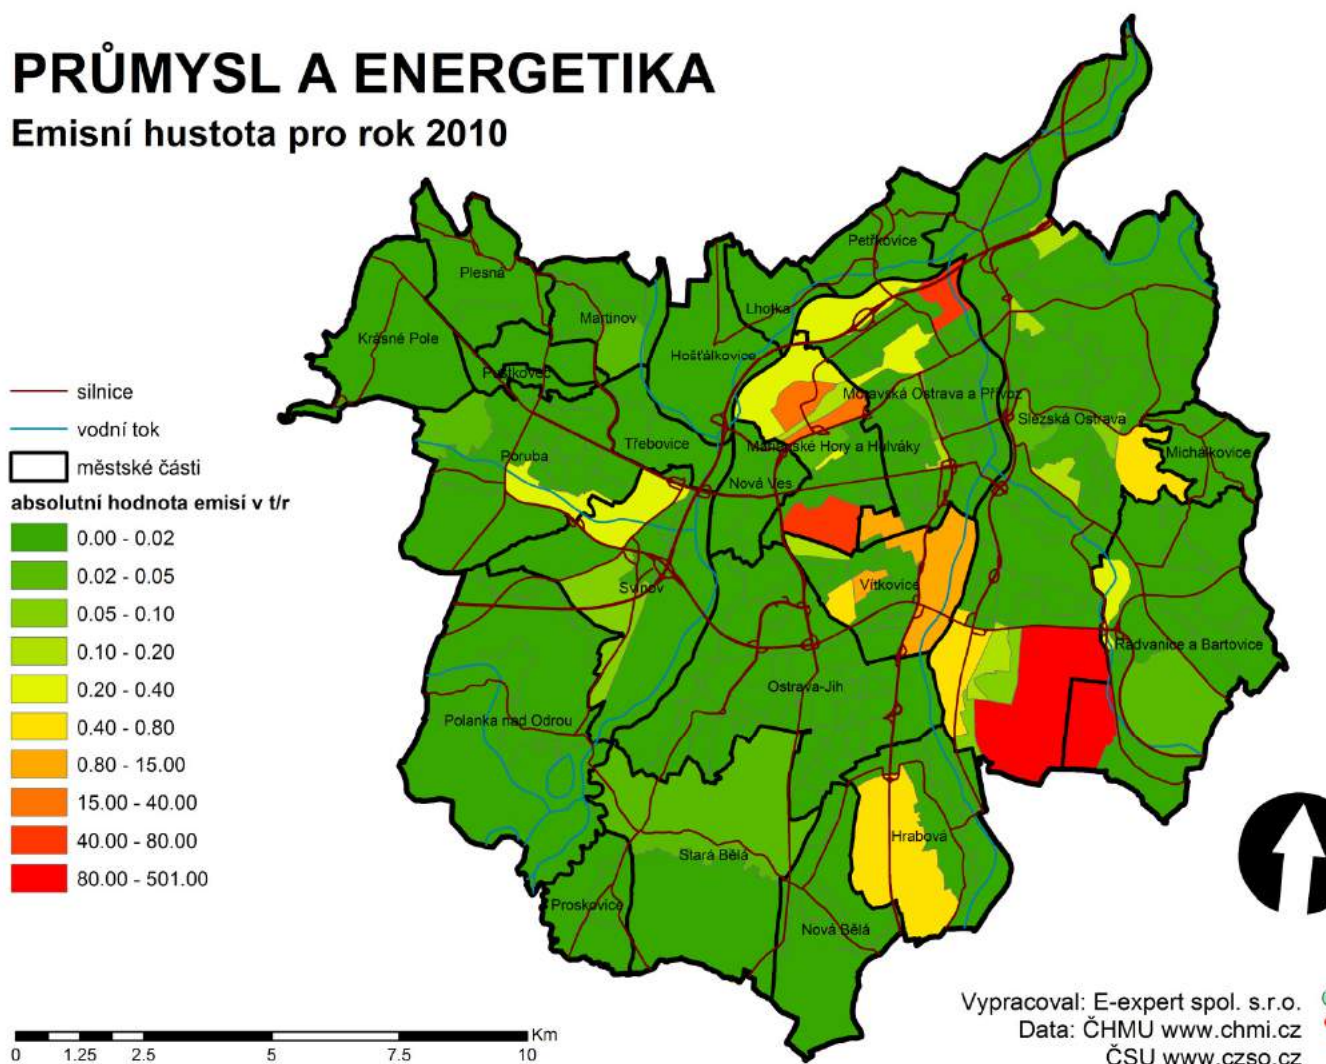 PRŮMYSL A ENERGETIKA
Emisní hustota pro rok 2010
silnice
vodní tok
městské části
absolutní hodnota emisí v t/r
0.00 - 0.02
0.02 - 0.05
0.05 - 0.10
0.10 - 0.20
0.20 - 0.40
0.40 - 0.80
0.80 - 15.00
15.00 - 40.00
40.00 - 80.00
80.00 - 501.00
Petřkovice
Plesná
Lhotka
Martinov
Krásné Pole
Hošťálkovice
Pustkovec
Moravská Ostrava a Přívoz
Slezská Ostrava
Třebovice
Mariánské Hory a Hulváky
Michálkovice
Poruba
Nová Ves
Svinov
Vítkovice
Radvanice a Bartovice
Ostrava-Jih
Polanka nad Odrou
Hrabová
Stará Bělá
Proskovice
Nová Bělá
0 1.25 2.5 5 7.5 10 Km
Vypracoval: E-expert spol. s.r.o.
Data: ČHMU www.chmi.cz
ČSU www.czso.cz